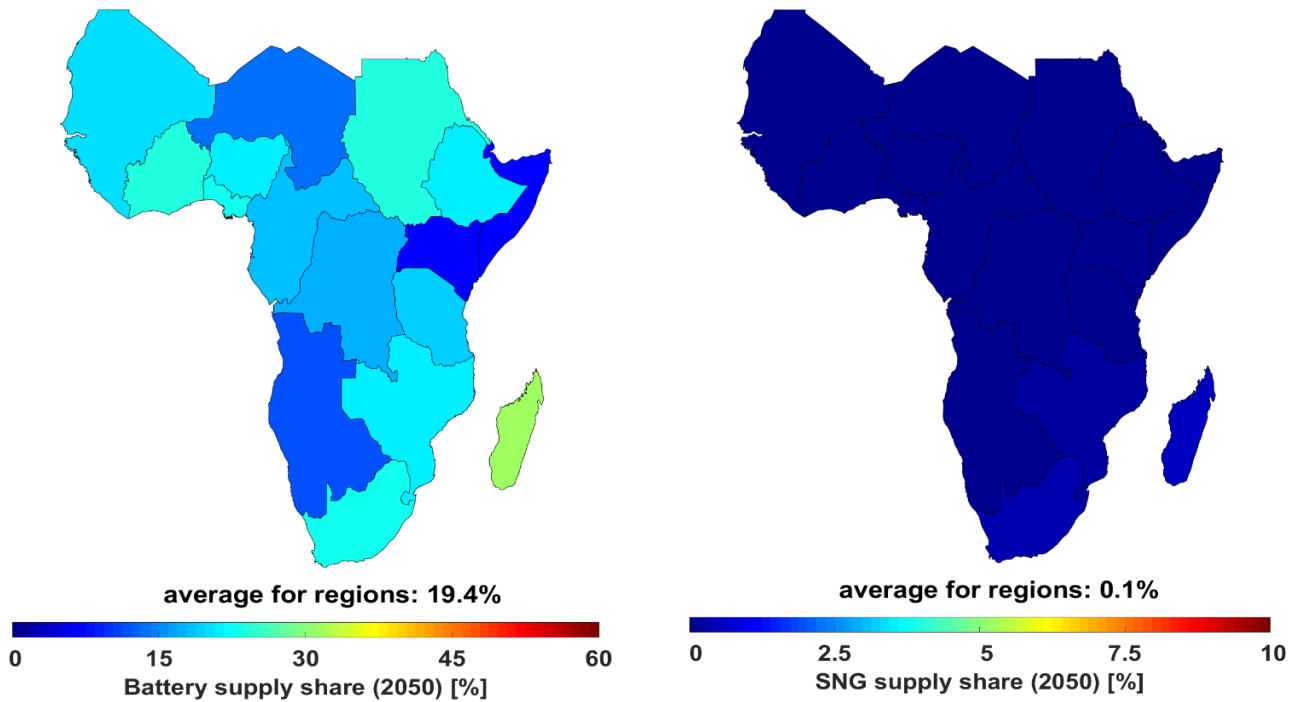 average for regions: 19.4%
0 15 30 45 60
Battery supply share (2050) [%]
average for regions: 0.1%
0 2.5 5 7.5 10
SNG supply share (2050) [%]